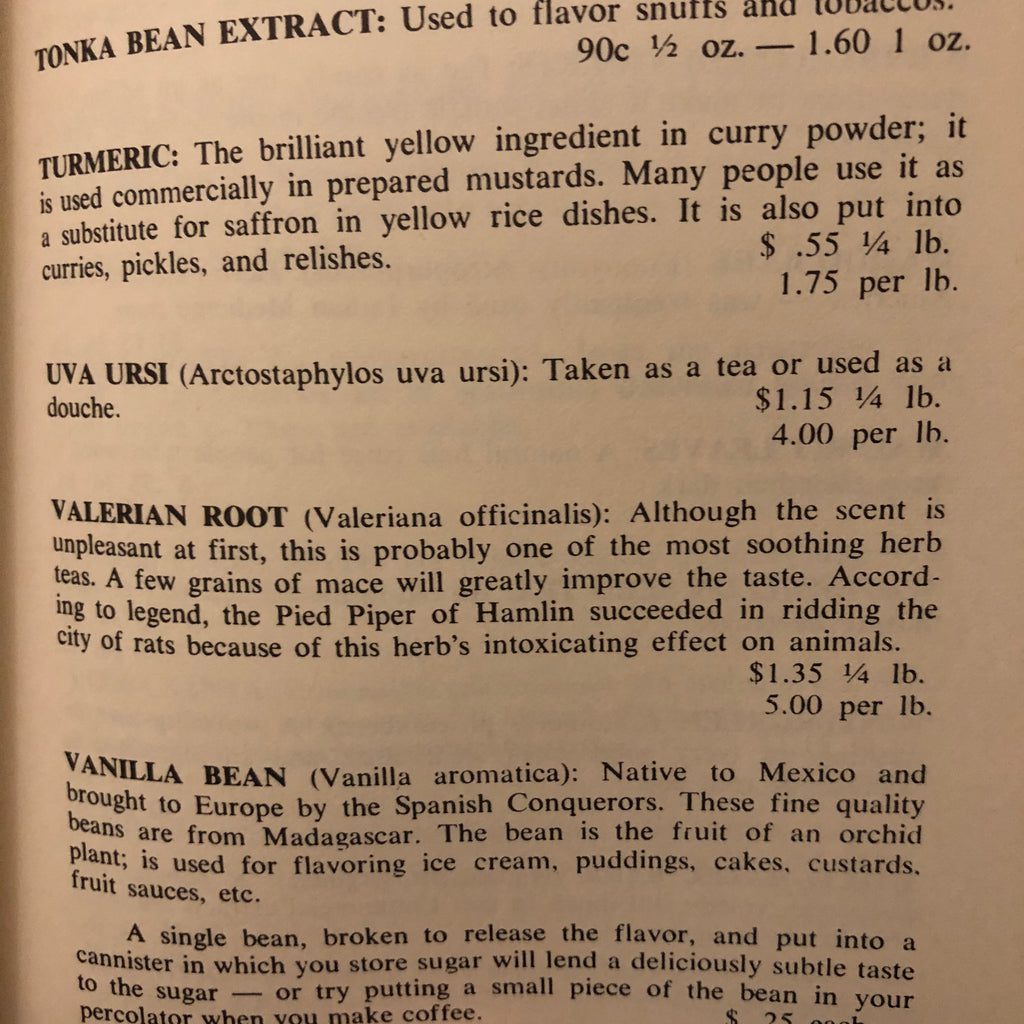 TONKA BEAN EXTRACT: Used to flavor snuffs and tobaccos.
90c ½ oz. — 1.60 1 oz.
TURMERIC: The brilliant yellow ingredient in curry powder; it
is used commercially in prepared mustards. Many people use it as
a substitute for saffron in yellow rice dishes. It is also put into
curries, pickles, and relishes. $ .55 ¼ lb.
1.75 per lb.
UVA URSI (Arctostaphylos uva ursi): Taken as a tea or used as a
douche. $1.15 ¼ lb.
4.00 per lb.
VALERIAN ROOT (Valeriana officinalis): Although the scent is
unpleasant at first, this is probably one of the most soothing herb
teas. A few grains of mace will greatly improve the taste. Accord-
ing to legend, the Pied Piper of Hamlin succeeded in ridding the
city of rats because of this herb's intoxicating effect on animals.
$1.35 ¼ lb.
5.00 per lb.
VANILLA BEAN (Vanilla aromatica): Native to Mexico and
brought to Europe by the Spanish Conquerors. These fine quality
beans are from Madagascar. The bean is the fruit of an orchid
plant; is used for flavoring ice cream, puddings, cakes, custards,
fruit sauces, etc.
A single bean, broken to release the flavor, and put into a
cannister in which you store sugar will lend a deliciously subtle taste
to the sugar — or try putting a small piece of the bean in your
percolator when you make coffee. $ .25 each